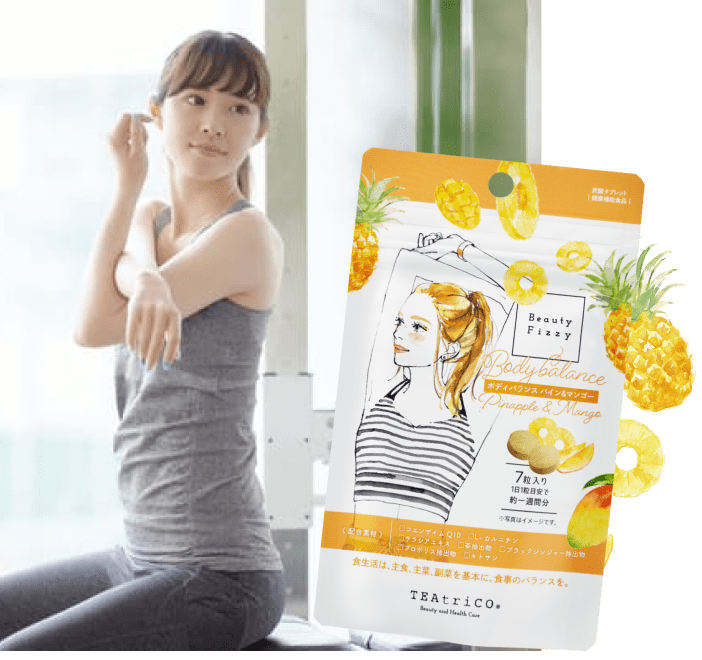 炭酸タブレット
［健康補助食品］
Beauty
Fizzy
Body balance
ボディバランス パイン&マンゴー
Pinapple & Mango
7粒入り
1日1粒目安で
約一週間分
※写真はイメージです。
〈配合素材〉
□コエンザイムQ10 □L-カルニチン
□サラシアエキス □茶抽出物 □ブラックジンジャー抽出物
□プロポリス抽出物 □キトサン
食生活は、主食、主菜、副菜を基本に、食事のバランスを。
TEAtriCO®
Beauty and Health Care